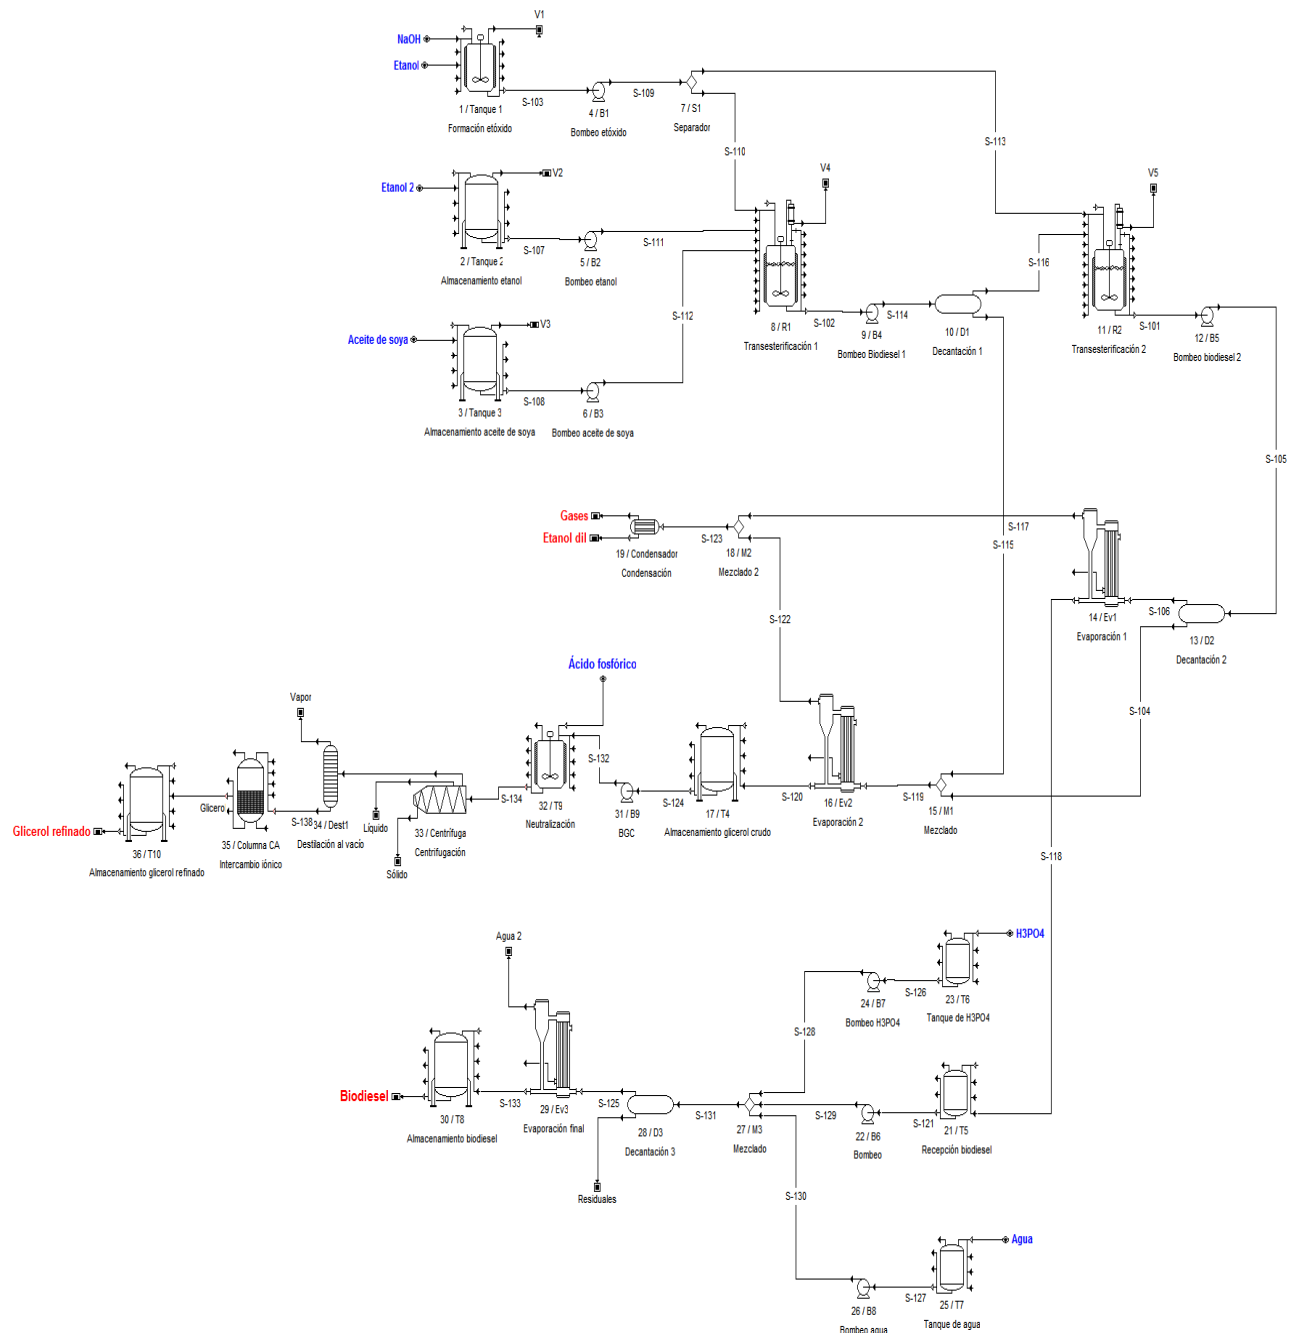 V1
NaOH
Etanol
S-103
S-109
1 / Tanque 1
Formación etóxido
4 / B1
Bombeo etóxido
7 / S1
Separador
S-110
S-113
V2
Etanol 2
S-107
S-111
2 / Tanque 2
Almacenamiento etanol
5 / B2
Bombeo etanol
V4
V5
S-116
V3
Aceite de soya
S-108
S-112
3 / Tanque 3
Almacenamiento aceite de soya
6 / B3
Bombeo aceite de soya
S-102
S-114
8 / R1
Transesterificación 1
9 / B4
Bombeo Biodiesel 1
10 / D1
Decantación 1
S-101
11 / R2
Transesterificación 2
12 / B5
Bombeo biodiesel 2
S-105
Gases
Etanol dil
S-123
19 / Condensador
Condensación
18 / M2
Mezclado 2
S-117
S-115
S-122
S-106
14 / Ev1
Evaporación 1
13 / D2
Decantación 2
S-104
Ácido fosfórico
Vapor
S-132
S-134
S-124
S-120
S-119
32 / T9
Neutralización
31 / B9
BGC
17 / T4
Almacenamiento glicerol crudo
16 / Ev2
Evaporación 2
15 / M1
Mezclado
Glicerol refinado
Glicero
S-138
34 / Dest1
Destilación al vacío
Líquido
Sólido
33 / Centrífuga
Centrifugación
35 / Columna CA
Intercambio iónico
36 / T10
Almacenamiento glicerol refinado
S-118
Agua 2
H3PO4
S-126
S-128
24 / B7
Bombeo H3PO4
23 / T6
Tanque de H3PO4
Biodiesel
S-133
S-125
S-131
S-129
S-121
30 / T8
Almacenamiento biodiesel
29 / Ev3
Evaporación final
28 / D3
Decantación 3
27 / M3
Mezclado
22 / B6
Bombeo
21 / T5
Recepción biodiesel
Residuales
S-130
Agua
S-127
26 / B8
Bombeo agua
25 / T7
Tanque de agua